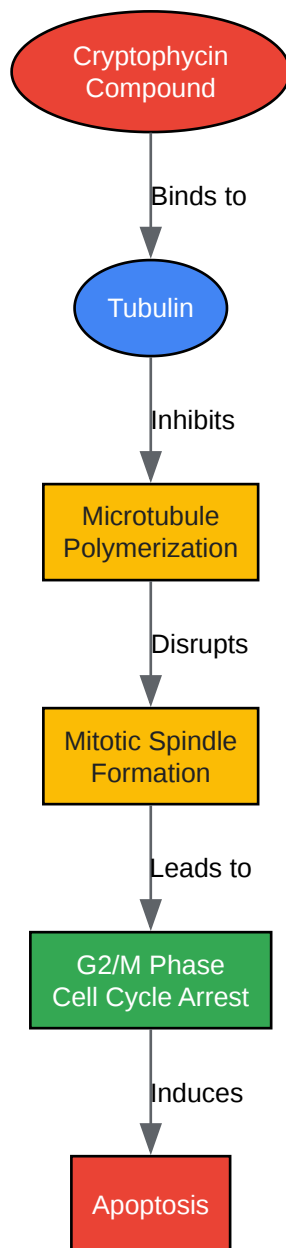 Cryptophycin
Compound
Binds to
Tubulin
Inhibits
Microtubule
Polymerization
Disrupts
Mitotic Spindle
Formation
Leads to
G2/M Phase
Cell Cycle Arrest
Induces
Apoptosis